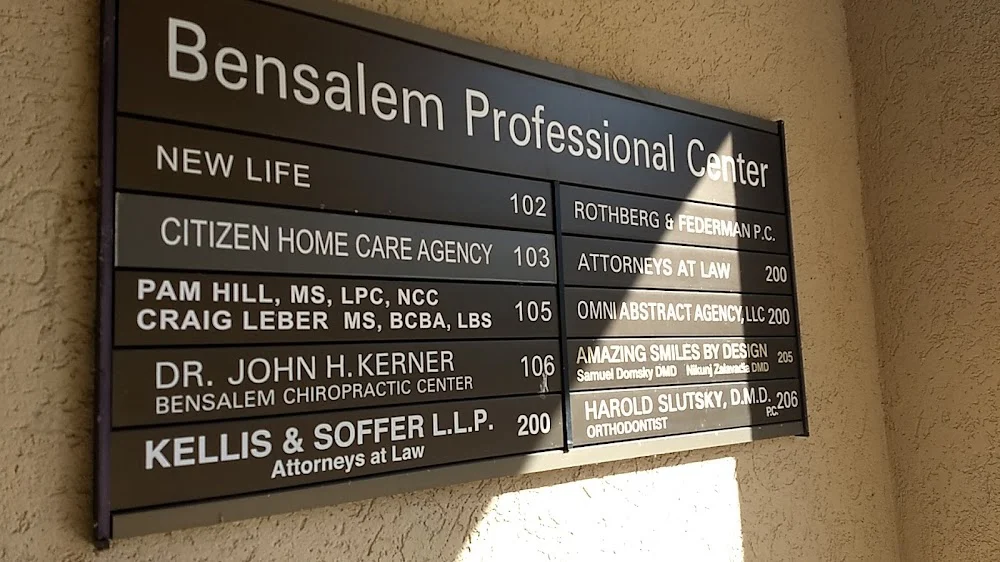 Bensalem Professional Center
NEW LIFE 102
CITIZEN HOME CARE AGENCY 103
PAM HILL, MS, LPC, NCC
CRAIG LEBER MS, BCBA, LBS 105
DR. JOHN H. KERNER 106
BENSALEM CHIROPRACTIC CENTER
KELLIS & SOFFER L.L.P. 200
Attorneys at Law
ROTHBERG & FEDERMAN P.C.
ATTORNEYS AT LAW 200
OMNI ABSTRACT AGENCY, LLC 200
AMAZING SMILES BY DESIGN 205
Samuel Domsky DMD Nikunj Zalavadia DMD
HAROLD SLUTSKY, D.M.D. P.C. 206
ORTHODONTIST